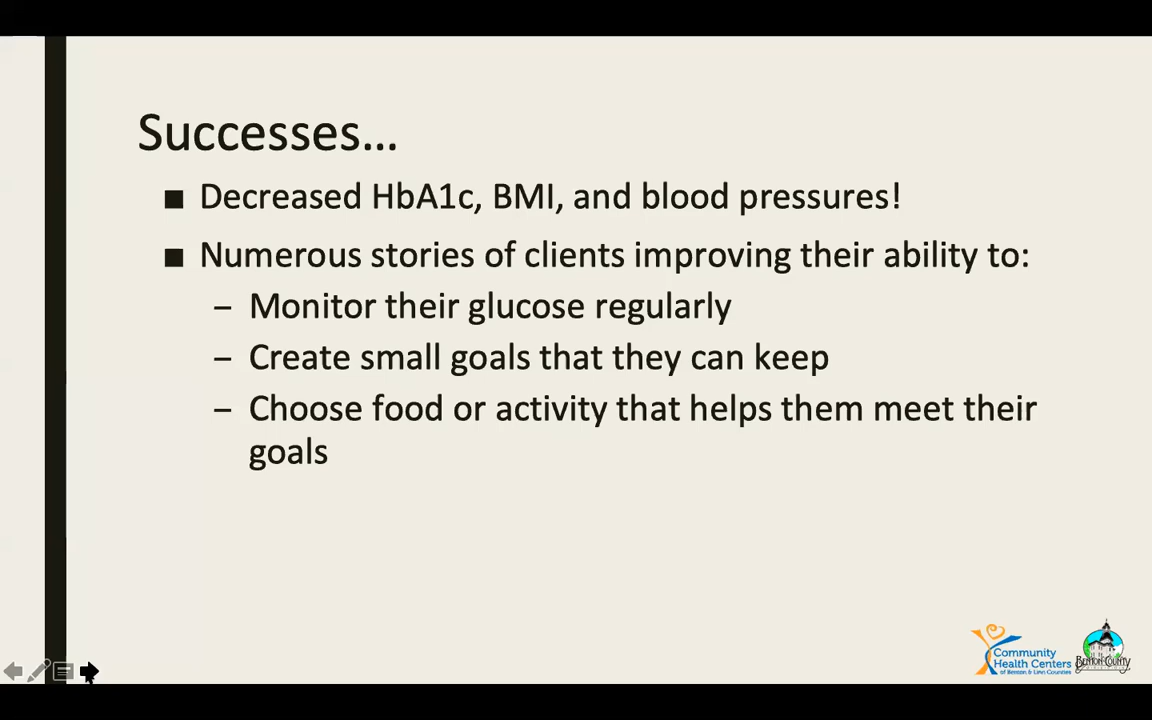 Successes...
■ Decreased HbA1c, BMI, and blood pressures!
■ Numerous stories of clients improving their ability to:
– Monitor their glucose regularly
– Create small goals that they can keep
– Choose food or activity that helps them meet their
goals
Community
Health Centers
of Benton & Linn Counties
Benton County